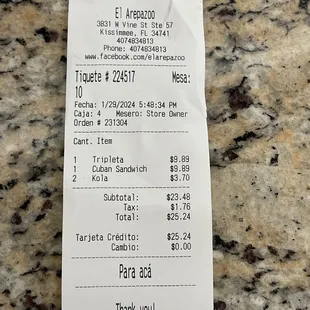 El Arepazoo
3831 W Vine St Ste 57
Kissimmee, FL 34741
4074834813
Phone: 4074834813
www.facebook.com/elarepazoo
Tiquete # 224517 Mesa:
10
Fecha: 1/29/2024 5:48:34 PM
Caja: 4 Mesero: Store Owner
Orden # 231304
Cant. Item
1 Tripleta $9.89
1 Cuban Sandwich $9.89
2 Kola $3.70
Subtotal: $23.48
Tax: $1.76
Total: $25.24
Tarjeta Crédito: $25.24
Cambio: $0.00
Para acá
Thank you!